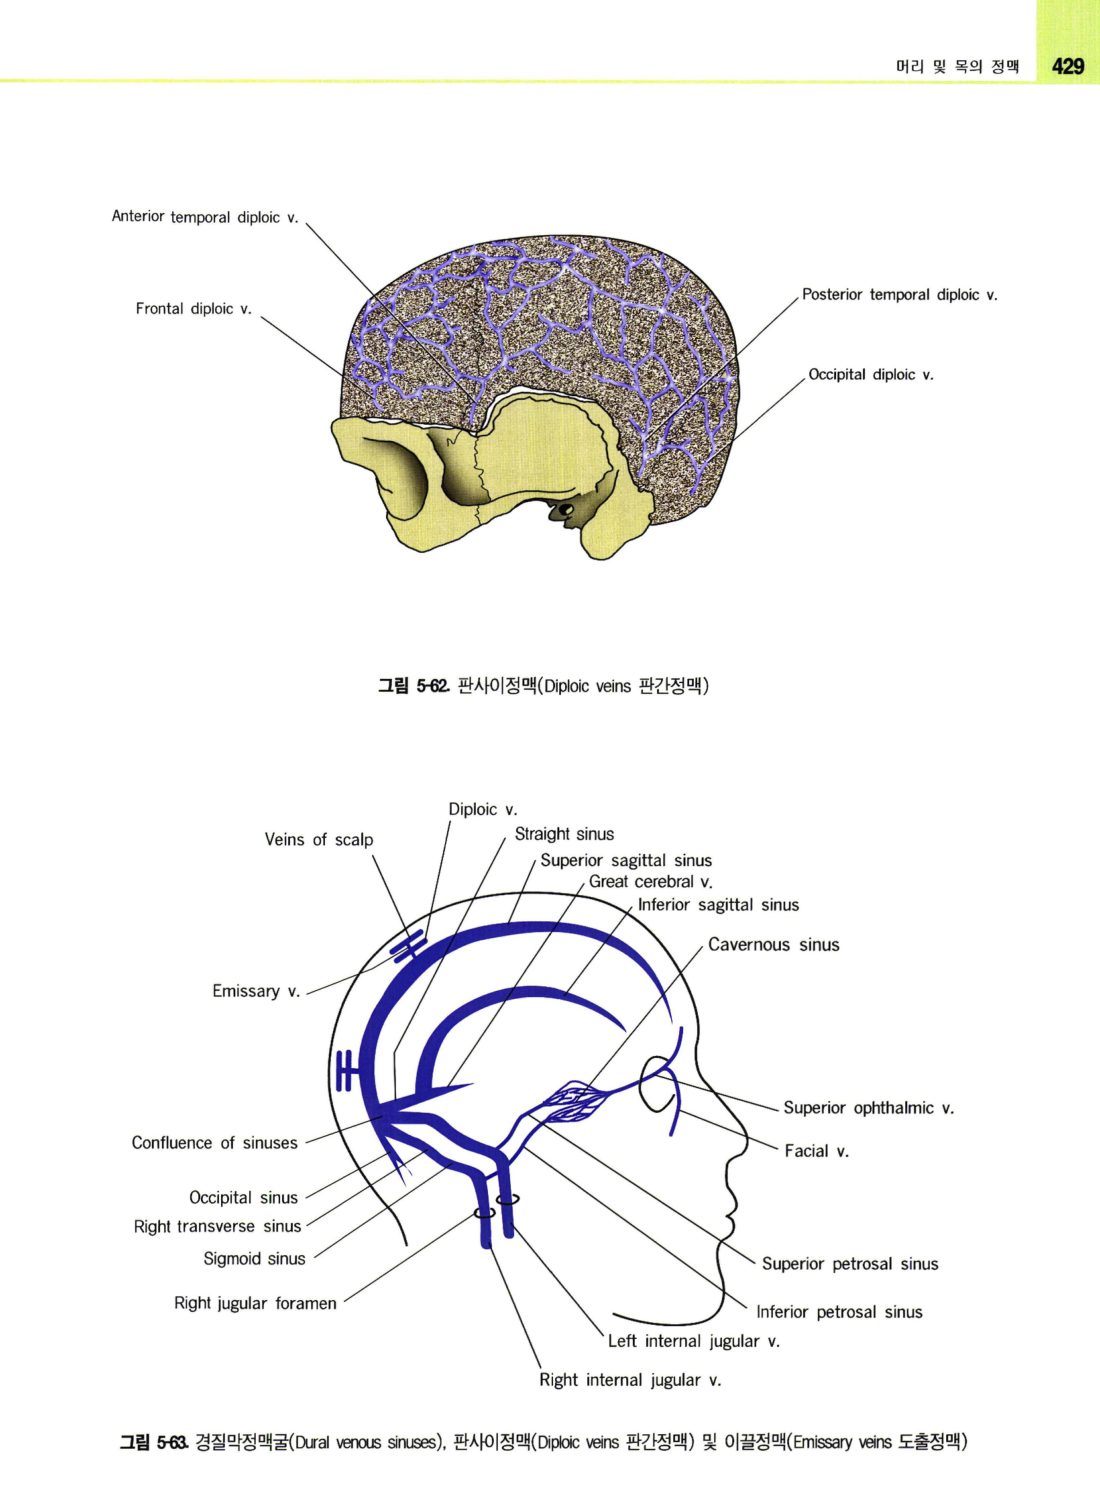 머리 및 목의 정맥 429
Anterior temporal diploic v.
Frontal diploic v.
Posterior temporal diploic v.
Occipital diploic v.
그림 5-62. 판사이정맥(Diploic veins 판간정맥)
Diploic v.
Veins of scalp
Straight sinus
Superior sagittal sinus
Great cerebral v.
Inferior sagittal sinus
Cavernous sinus
Emissary v.
Superior ophthalmic v.
Confluence of sinuses
Facial v.
Occipital sinus
Right transverse sinus
Sigmoid sinus
Superior petrosal sinus
Right jugular foramen
Inferior petrosal sinus
Left internal jugular v.
Right internal jugular v.
그림 5-63. 경질막정맥굴(Dural venous sinuses), 판사이정맥(Diploic veins 판간정맥) 및 이끌정맥(Emissary veins 도출정맥)